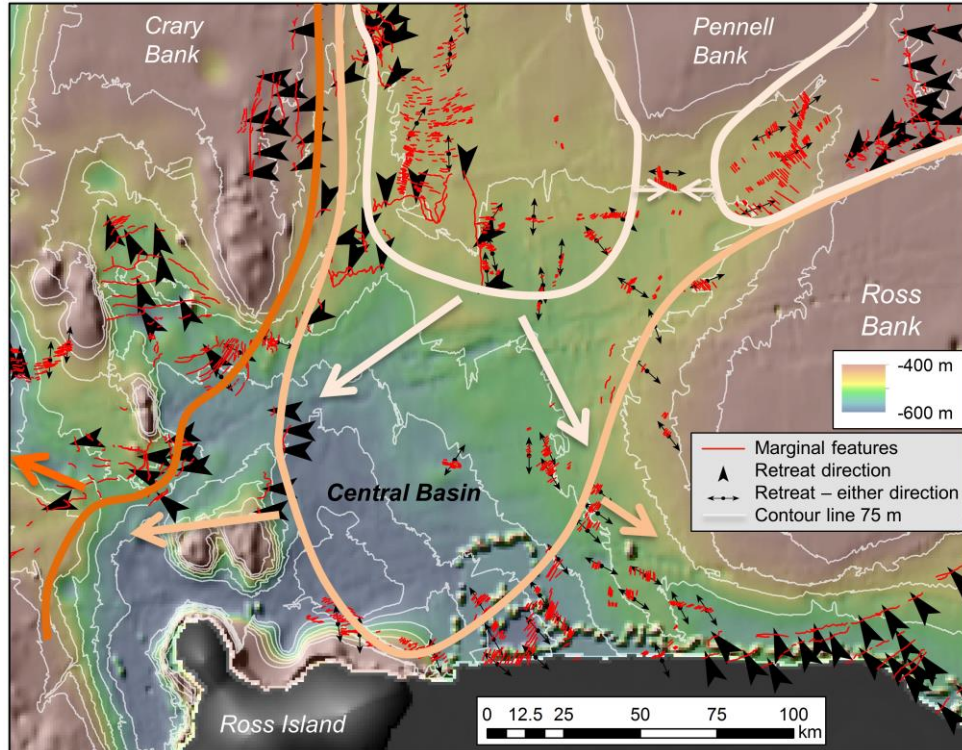 Crary
Bank
Pennell
Bank
Ross
Bank
-400 m
-600 m
Marginal features
Retreat direction
Retreat – either direction
Contour line 75 m
Central Basin
Ross Island
0 12.5 25 50 75 100
km